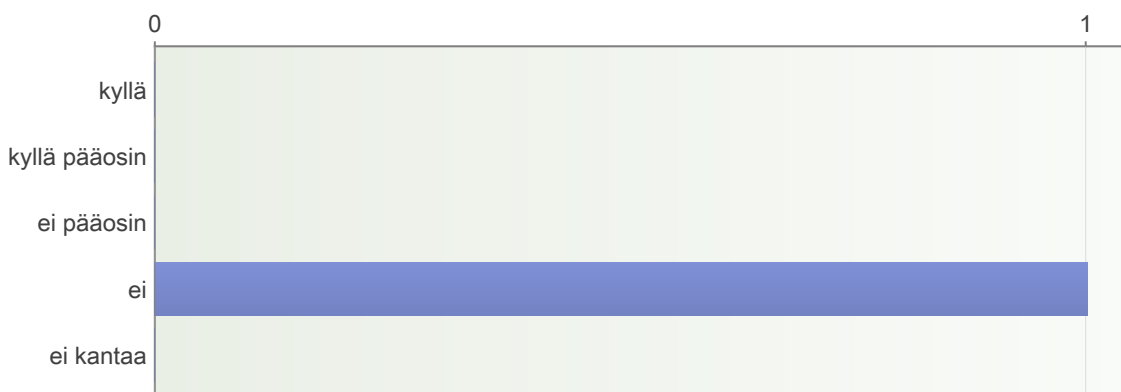 0 1
kyllä
kyllä pääosin
ei pääosin
ei
ei kantaa